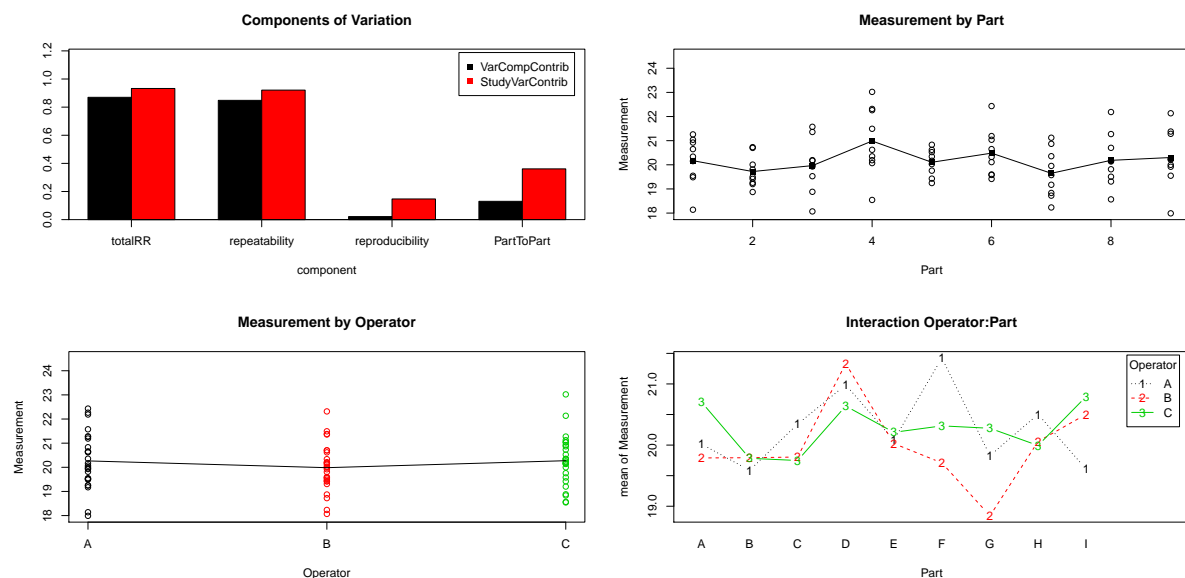 Components of Variation
1.2
1.0
0.8
0.6
0.4
0.2
0.0
VarCompContrib
StudyVarContrib
totalRR repeatability reproducibility PartToPart
component
Measurement by Part
Measurement
24
23
22
21
20
19
18
2 4 6 8
Part
Measurement by Operator
Measurement
24
23
22
21
20
19
18
A B C
Operator
Interaction Operator:Part
mean of Measurement
21.0
20.0
19.0
Operator
1 A
2 B
3 C
A B C D E F G H I
Part